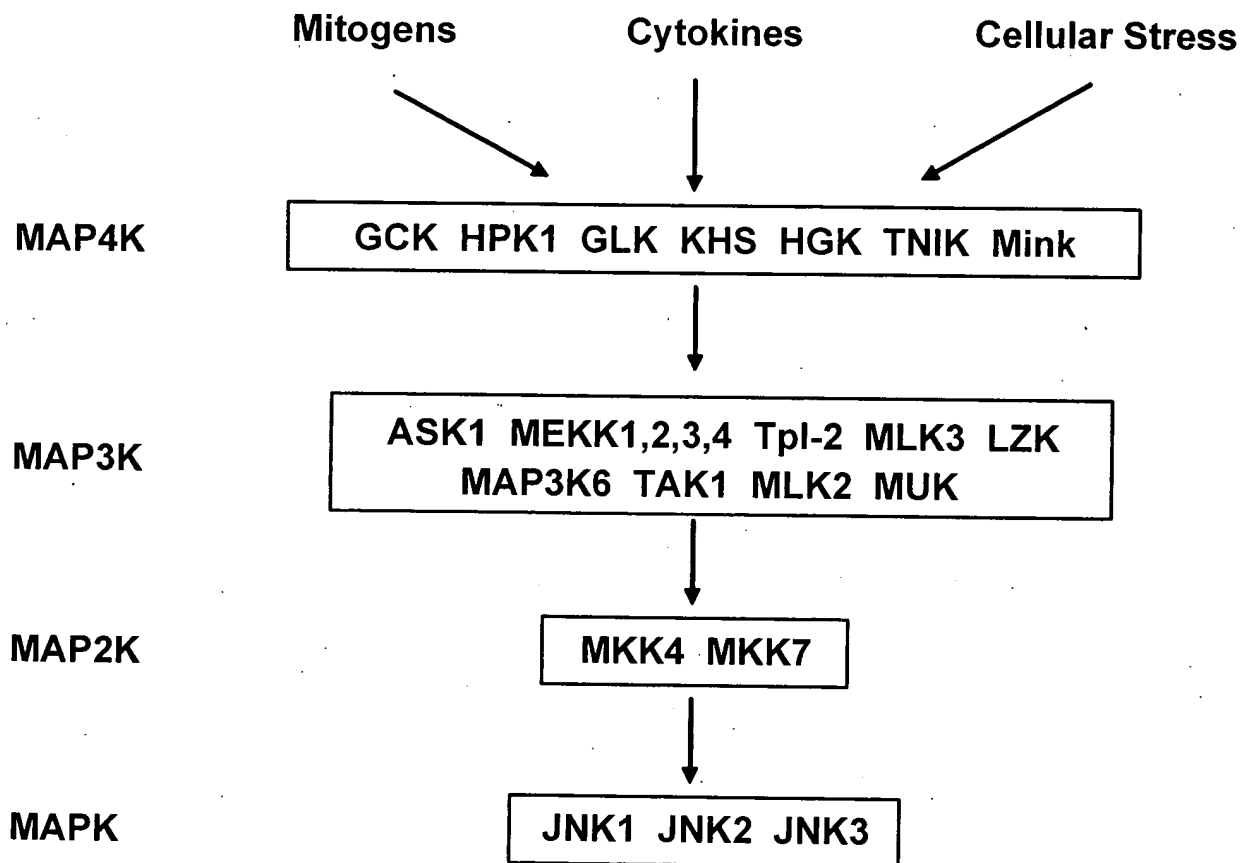 Mitogens Cytokines Cellular Stress
MAP4K GCK HPK1 GLK KHS HGK TNIK Mink
MAP3K ASK1 MEKK1,2,3,4 Tpl-2 MLK3 LZK
MAP3K6 TAK1 MLK2 MUK
MAP2K MKK4 MKK7
MAPK JNK1 JNK2 JNK3